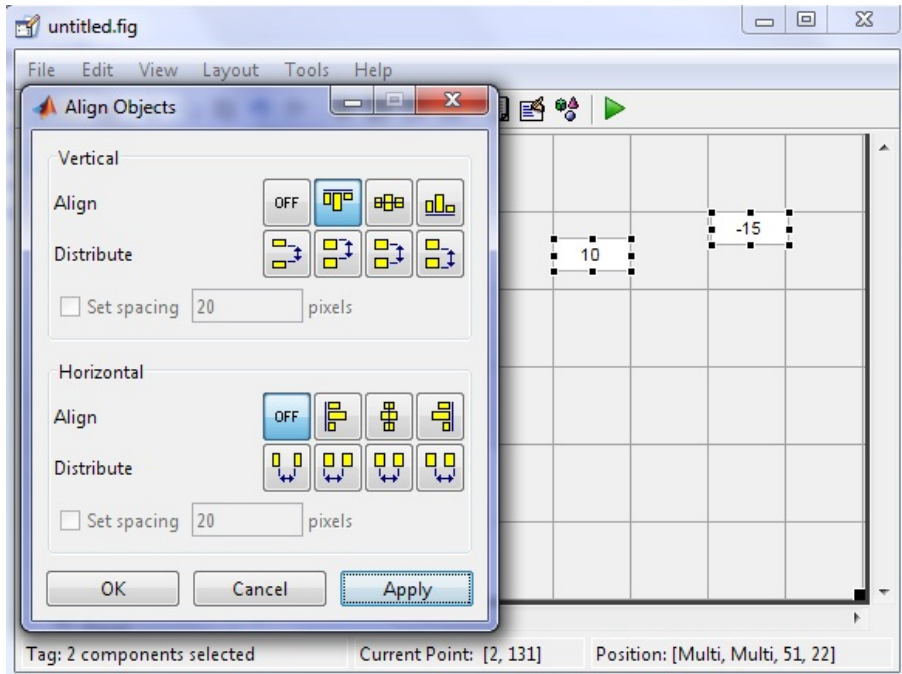 untitled.fig
File Edit View Layout Tools Help
Align Objects
Vertical
Align OFF
Distribute
Set spacing 20 pixels
Horizontal
Align OFF
Distribute
Set spacing 20 pixels
OK Cancel Apply
-15
10
Tag: 2 components selected Current Point: [2, 131] Position: [Multi, Multi, 51, 22]